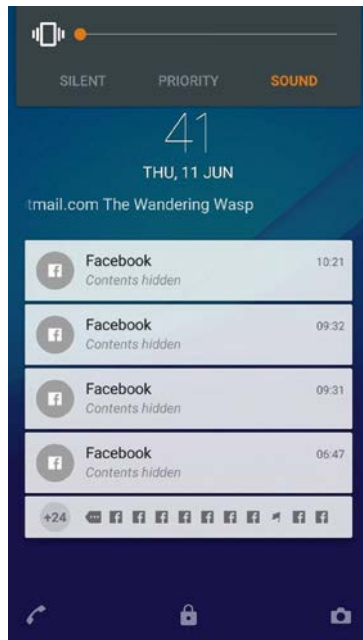 SILENT PRIORITY SOUND
41
THU, 11 JUN
tmail.com The Wandering Wasp
Facebook 10:21
Contents hidden
Facebook 09:32
Contents hidden
Facebook 09:31
Contents hidden
Facebook 06:47
Contents hidden
+24